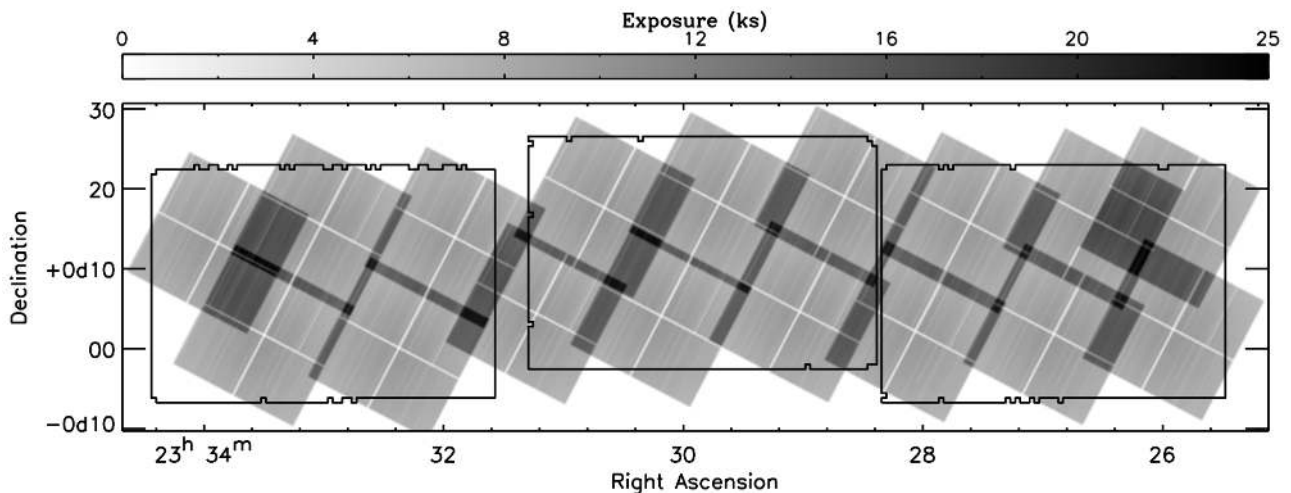 Exposure (ks)
0 4 8 12 16 20 25
30
20
+0d10
00
−0d10
Declination
23h 34m 32 30 28 26
Right Ascension